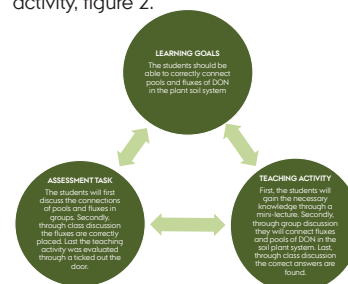 activity, figure 2.
LEARNING GOALS
The students should be
able to correctly connect
pools and fluxes of DON
in the plant soil system
ASSESSMENT TASK
The students will first
discuss the connections
of pools and fluxes in
groups. Secondly,
through class discussion
the fluxes are correctly
placed. Last the teaching
activity was evaluated
through a ticked out the
door.
TEACHING ACTIVITY
First, the students will
gain the necessary
knowledge through a
mini-lecture. Secondly,
through group discussion
they will connect fluxes
and pools of DON in the
soil plant system. Last,
through class discussion
the correct answers are
found.